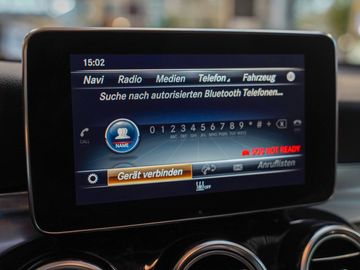 15:02
Navi Radio Medien Telefon Fahrzeug
Suche nach autorisierten Bluetooth Telefonen...
0 1 2 3 4 5 6 7 8 9 * # +
CALL
NAME
NOT READY
Gerät verbinden Anruflisten
OFF